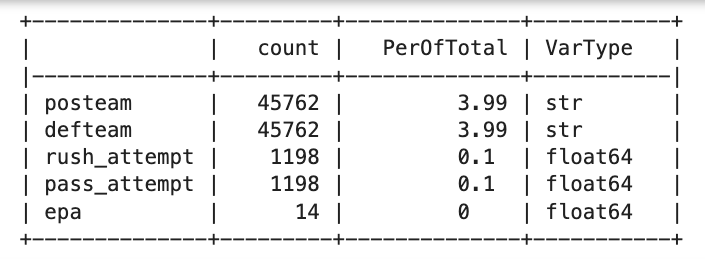 +--------------+---------+--------------+-----------+
|              |   count |   PerOfTotal | VarType   |
|--------------+---------+--------------+-----------|
| posteam      |   45762 |         3.99 | str       |
| defteam      |   45762 |         3.99 | str       |
| rush_attempt |    1198 |         0.1  | float64   |
| pass_attempt |    1198 |         0.1  | float64   |
| epa          |      14 |         0    | float64   |
+--------------+---------+--------------+-----------+